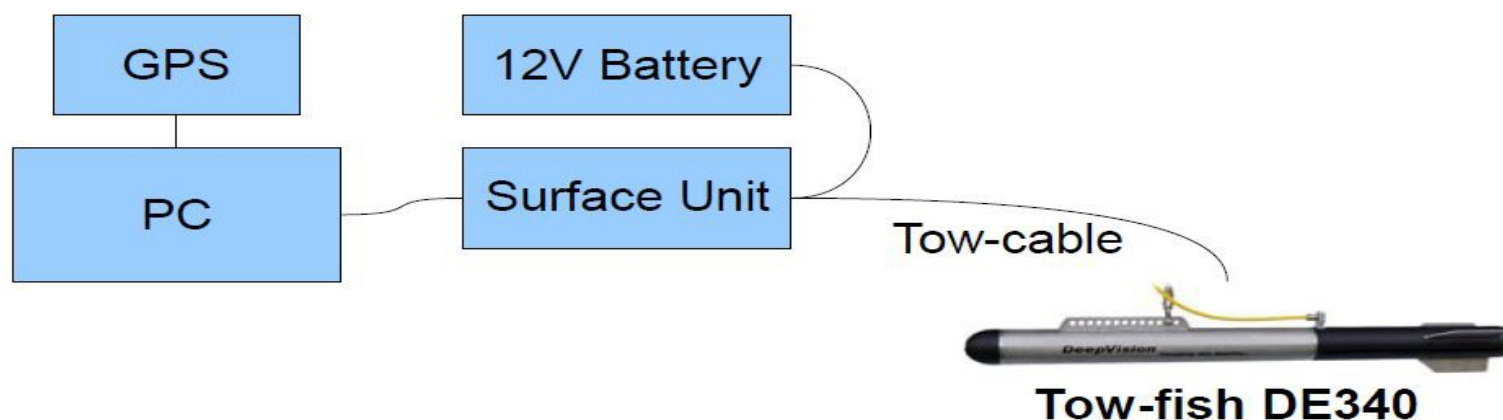 GPS
12V Battery
PC
Surface Unit
Tow-cable
DeepVision
Tow-fish DE340